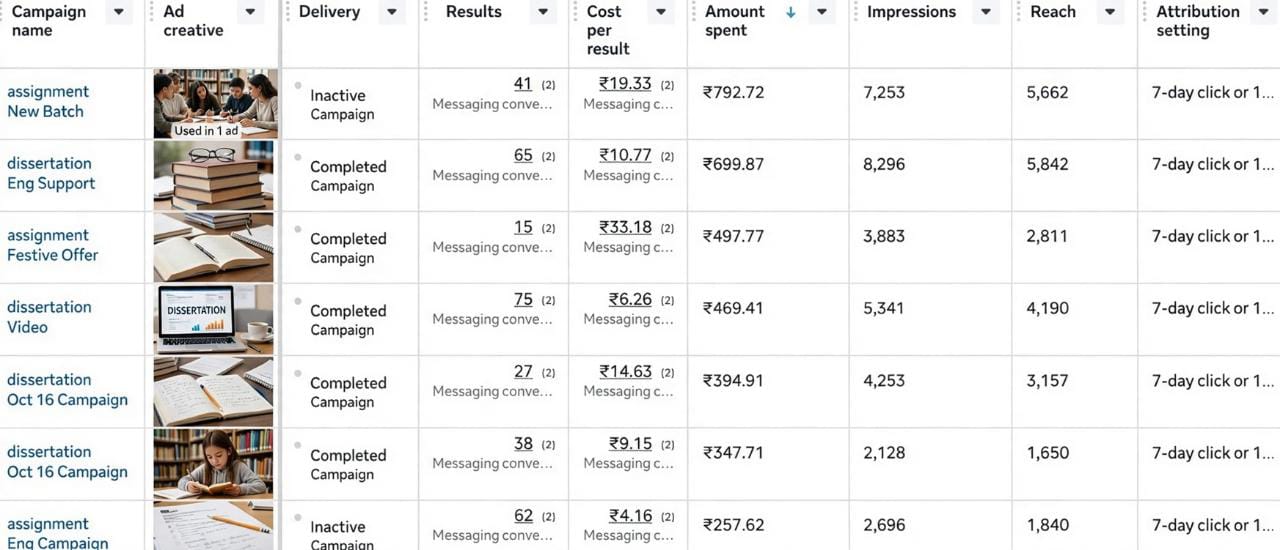 Campaign name
Ad creative
Delivery
Results
Cost per result
Amount spent ↓
Impressions
Reach
Attribution setting
assignment New Batch
Used in 1 ad
Inactive
Campaign
41 (2)
Messaging conve...
₹19.33 (2)
Messaging c...
₹792.72
7,253
5,662
7-day click or 1...
dissertation Eng Support
Completed
Campaign
65 (2)
Messaging conve...
₹10.77 (2)
Messaging c...
₹699.87
8,296
5,842
7-day click or 1...
assignment Festive Offer
Completed
Campaign
15 (2)
Messaging conve...
₹33.18 (2)
Messaging c...
₹497.77
3,883
2,811
7-day click or 1...
dissertation Video
DISSERTATION
Completed
Campaign
75 (2)
Messaging conve...
₹6.26 (2)
Messaging c...
₹469.41
5,341
4,190
7-day click or 1...
dissertation Oct 16 Campaign
Completed
Campaign
27 (2)
Messaging conve...
₹14.63 (2)
Messaging c...
₹394.91
4,253
3,157
7-day click or 1...
dissertation Oct 16 Campaign
Completed
Campaign
38 (2)
Messaging conve...
₹9.15 (2)
Messaging c...
₹347.71
2,128
1,650
7-day click or 1...
assignment Eng Campaign
Inactive
Campaign
62 (2)
Messaging conve...
₹4.16 (2)
Messaging c...
₹257.62
2,696
1,840
7-day click or 1...